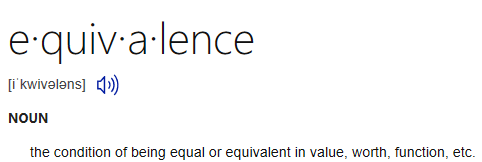 e·quiv·a·lence
[iˈkwivələns]
NOUN
the condition of being equal or equivalent in value, worth, function, etc.